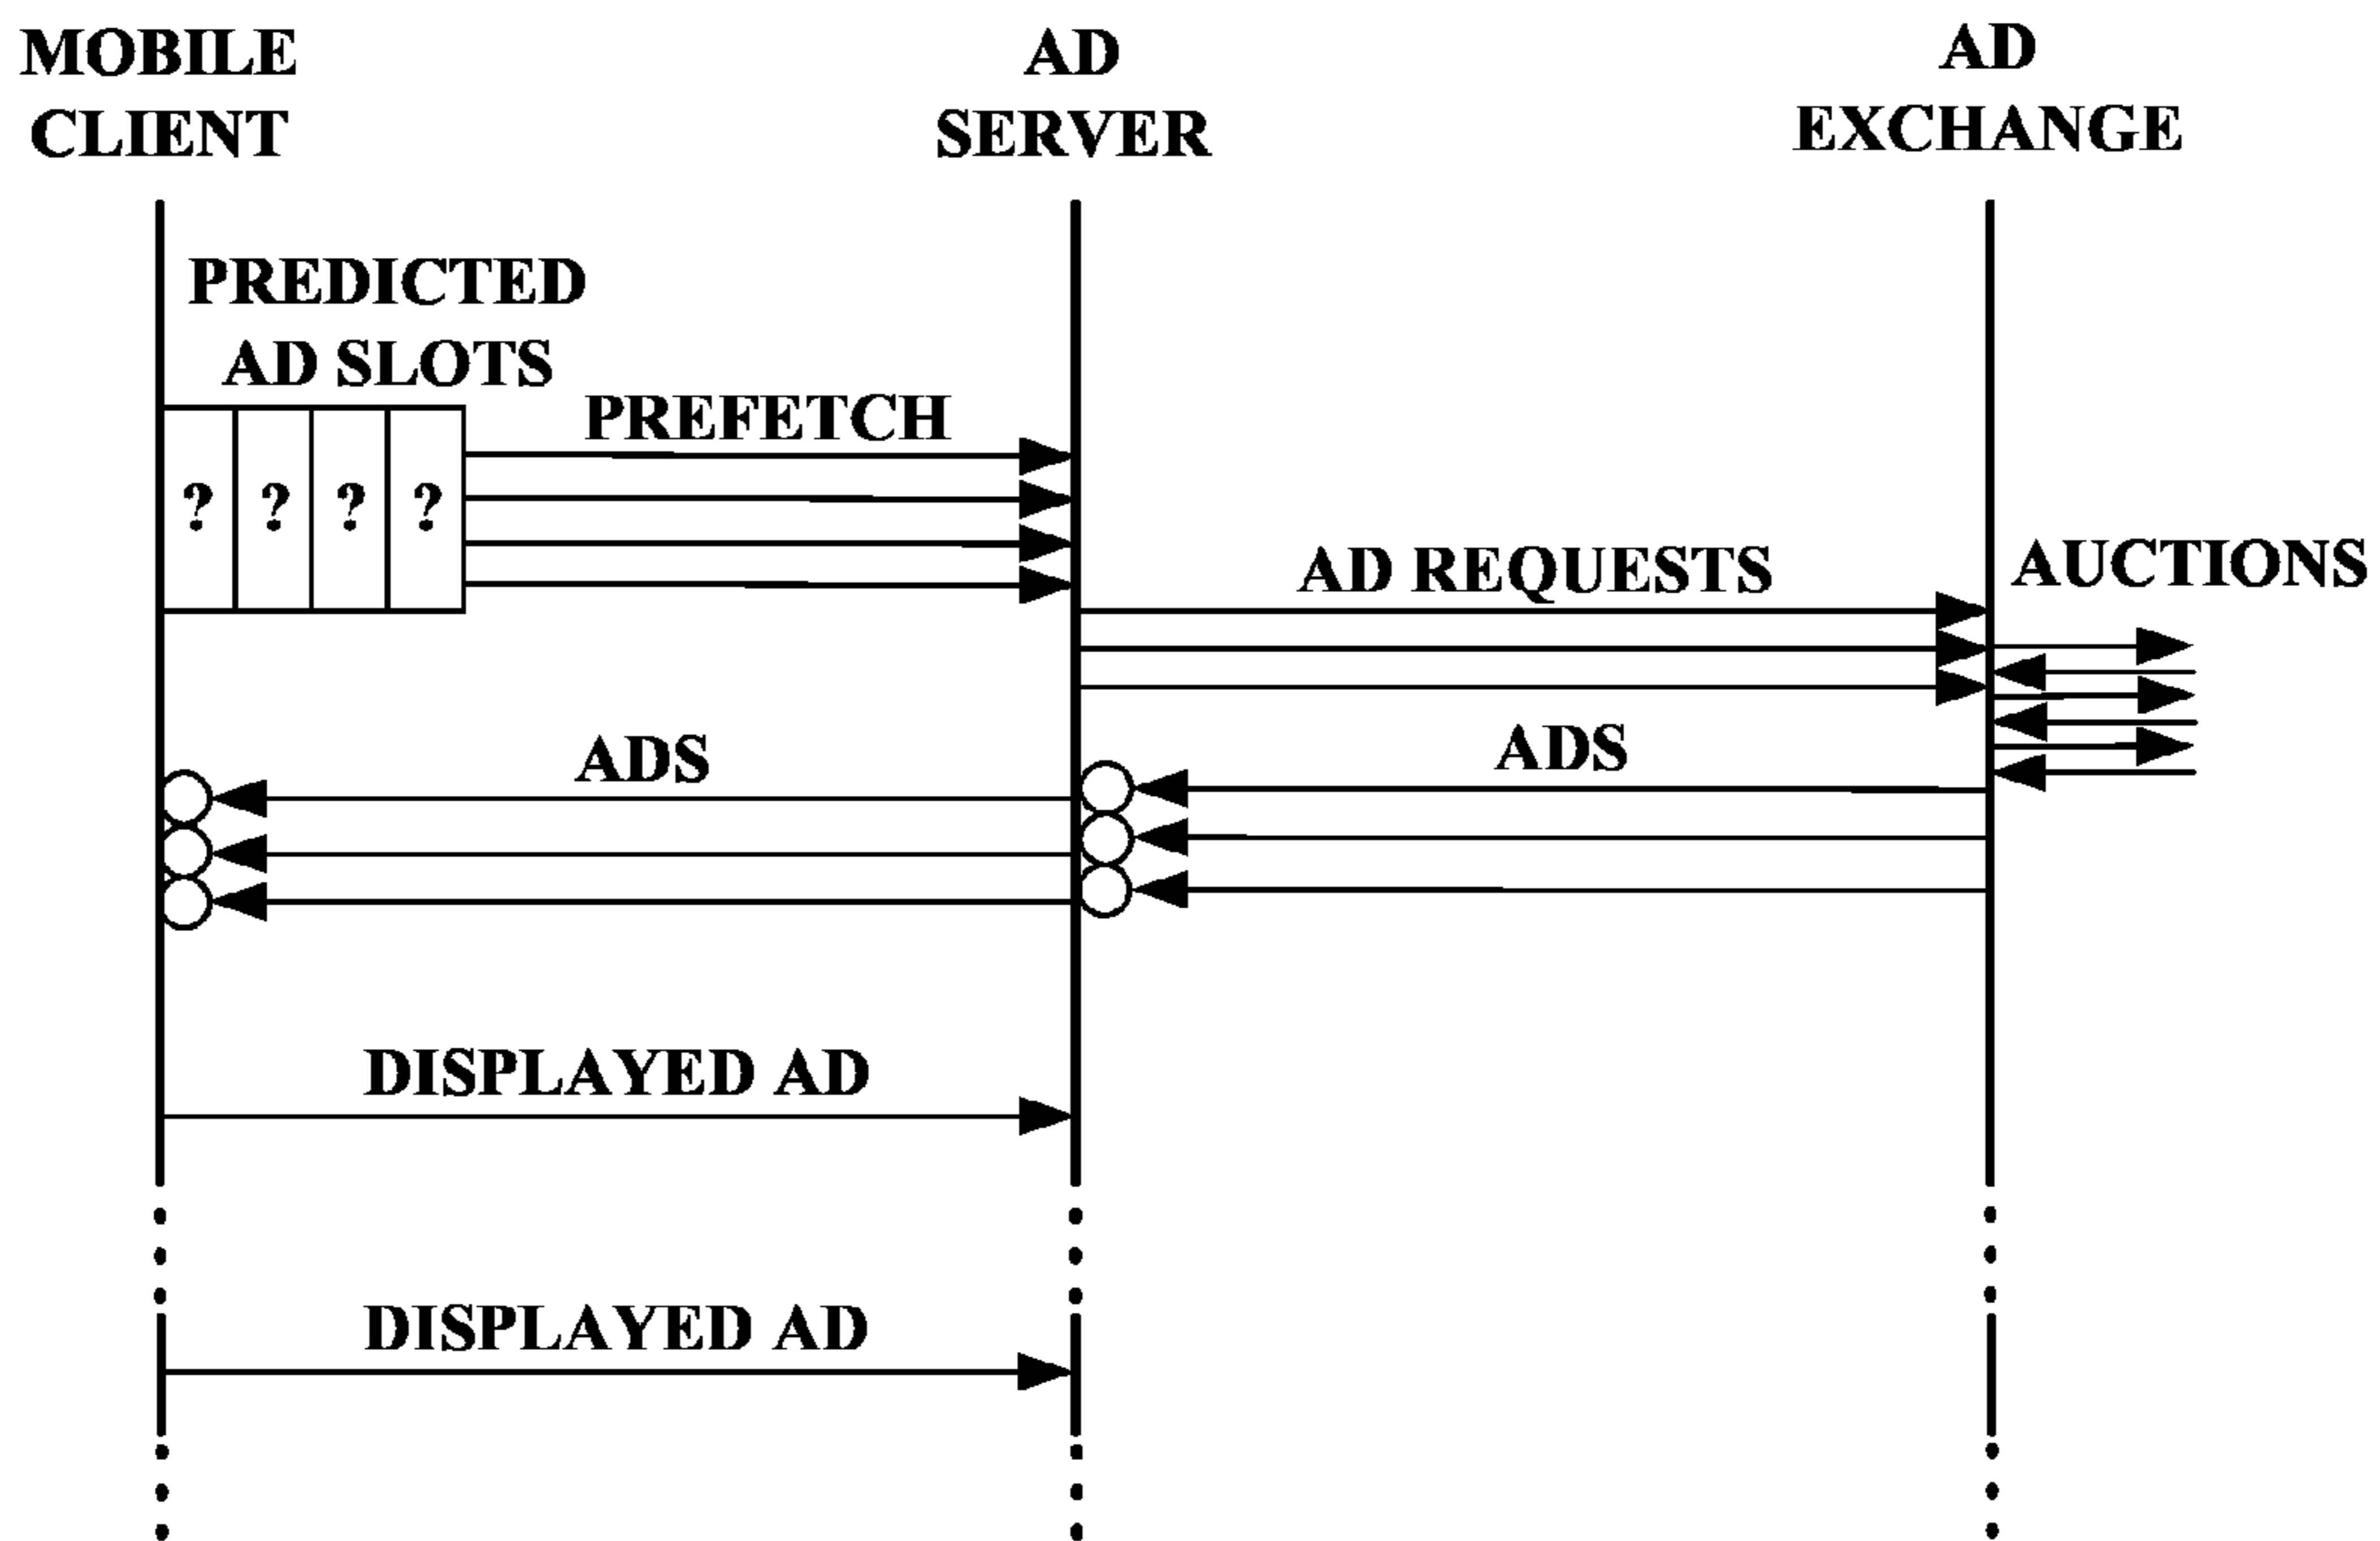 MOBILE
CLIENT
AD
SERVER
AD
EXCHANGE
PREDICTED
AD SLOTS
PREFETCH
? ? ? ?
AD REQUESTS
AUCTIONS
ADS
ADS
DISPLAYED AD
DISPLAYED AD